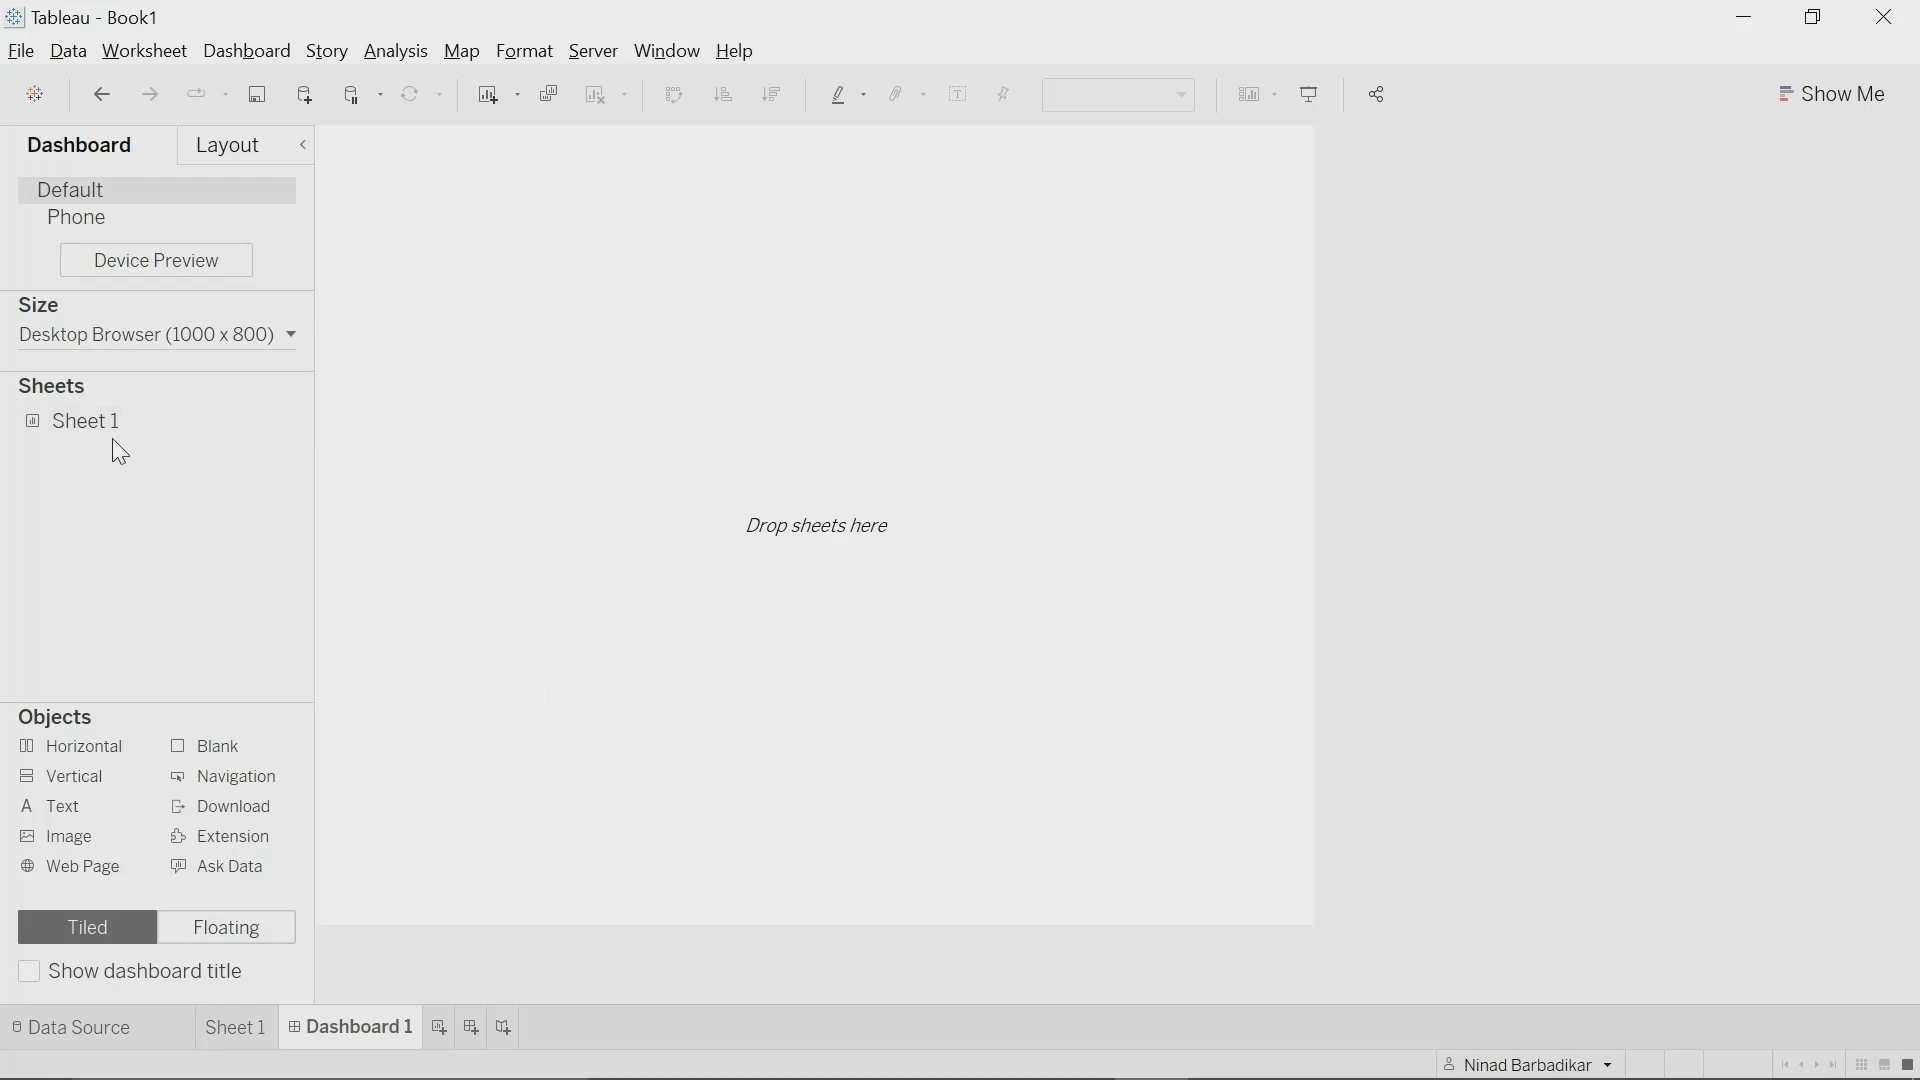 Tableau - Book1
File Data Worksheet Dashboard Story Analysis Map Format Server Window Help
Show Me
Dashboard Layout
Default
Phone
Device Preview
Size
Desktop Browser (1000 x 800)
Sheets
Sheet 1
Drop sheets here
Objects
Horizontal Blank
Vertical Navigation
A Text Download
Image Extension
Web Page Ask Data
Tiled Floating
Show dashboard title
Data Source Sheet 1 Dashboard 1
Ninad Barbadikar